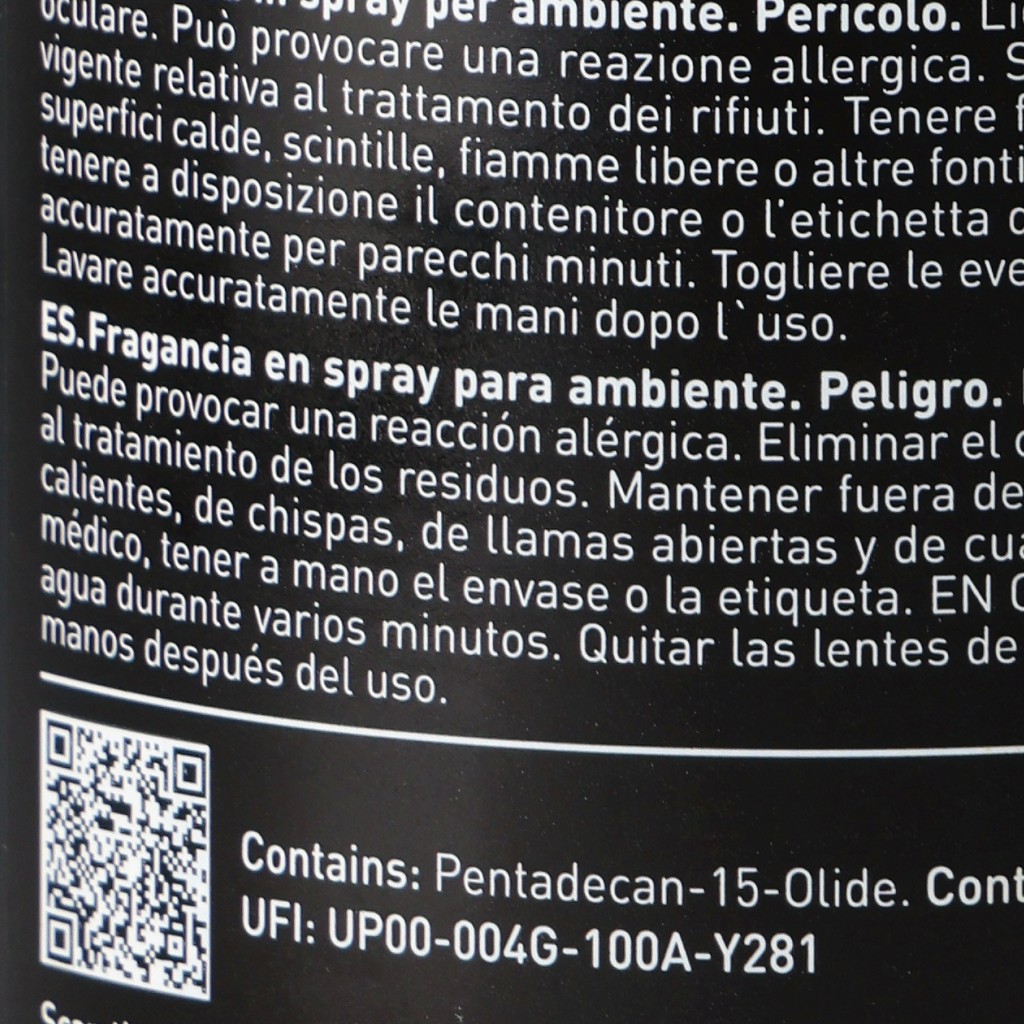 spray per ambiente. Pericolo.
oculare. Può provocare una reazione allergica.
vigente relativa al trattamento dei rifiuti. Tenere
superfici calde, scintille, fiamme libere o altre fonti
tenere a disposizione il contenitore o l'etichetta
accuratamente per parecchi minuti. Togliere le eve
Lavare accuratamente le mani dopo l`uso.
ES.Fragancia en spray para ambiente. Peligro.
Puede provocar una reacción alérgica. Eliminar el
al tratamiento de los residuos. Mantener fuera de
calientes, de chispas, de llamas abiertas y de cua
médico, tener a mano el envase o la etiqueta. EN
agua durante varios minutos. Quitar las lentes de
manos después del uso.
Contains: Pentadecan-15-Olide. Cont
UFI: UP00-004G-100A-Y281